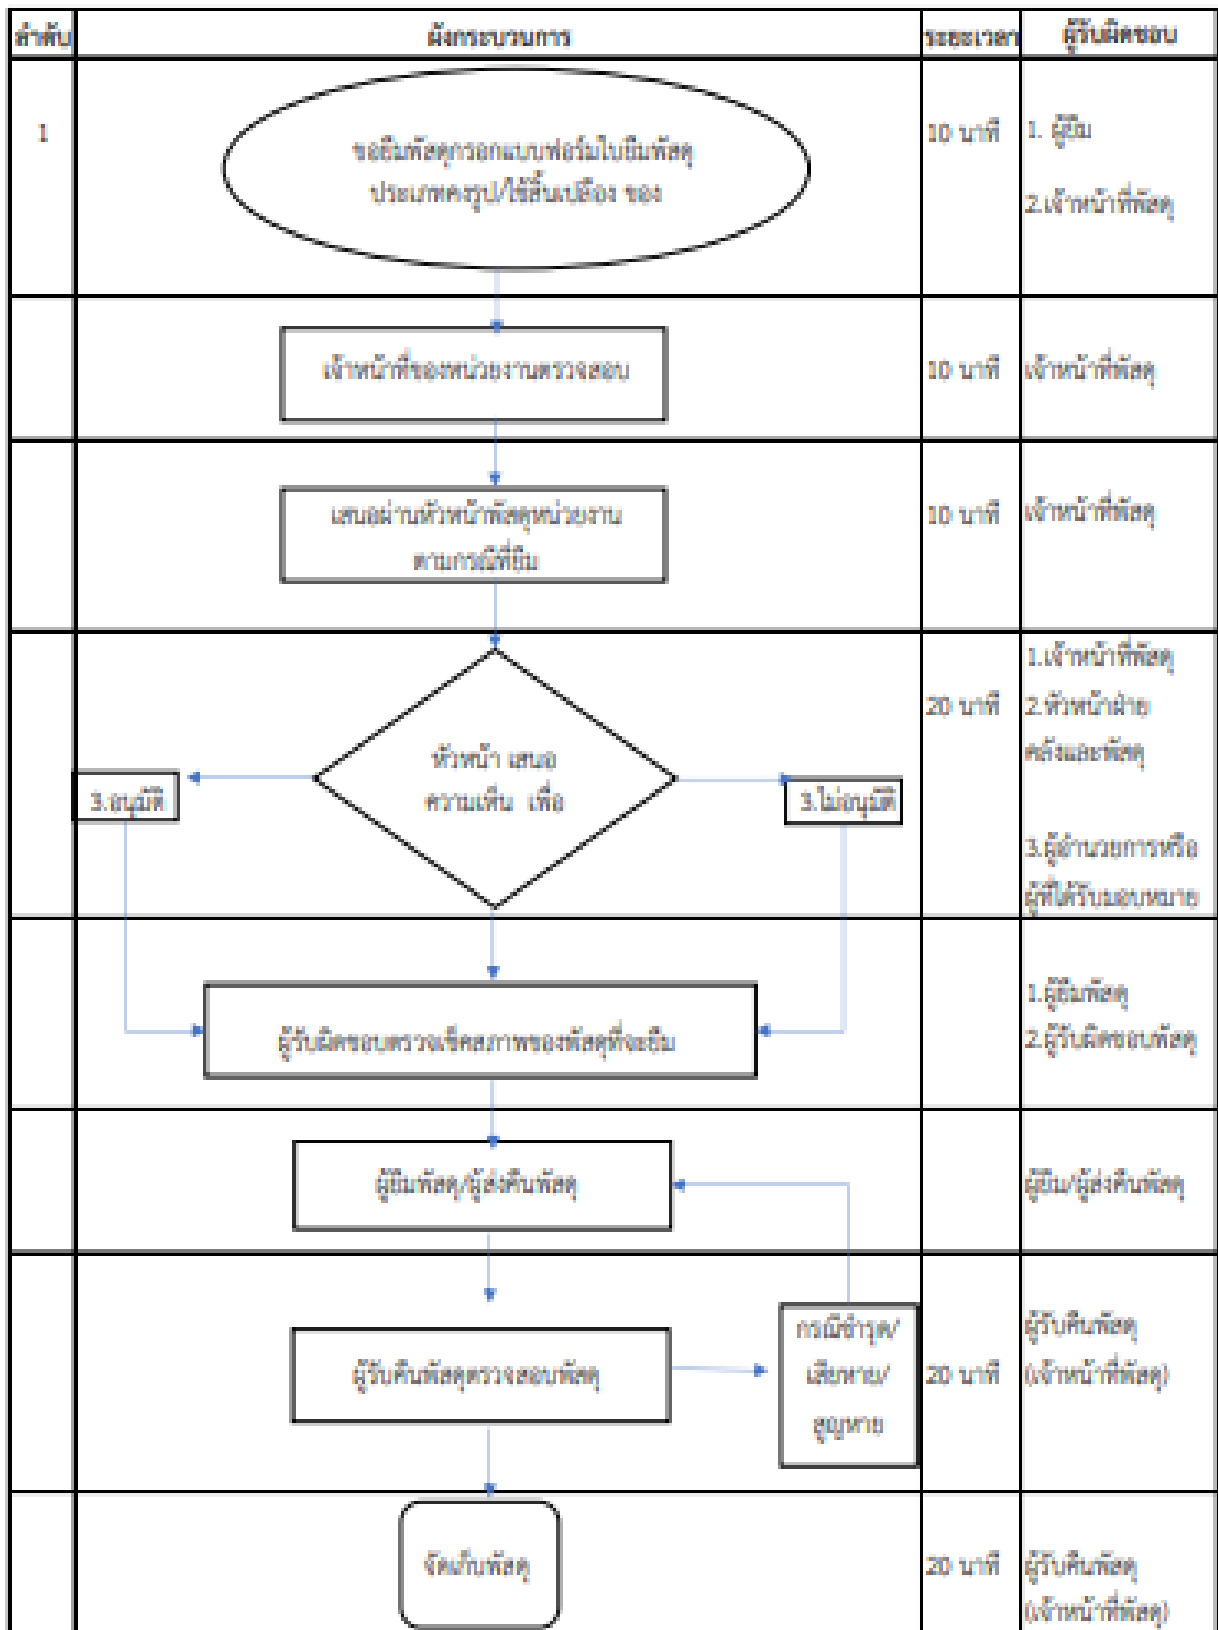 ลำดับ ผังกระบวนการ ระยะเวลา ผู้รับผิดชอบ
1
ขอยืมพัสดุกรอกแบบฟอร์มใบยืมพัสดุ
ประเภทคงรูป/ใช้สิ้นเปลือง ของ
10 นาที
1. ผู้ยืม
2.เจ้าหน้าที่พัสดุ
เจ้าหน้าที่ของหน่วยงานตรวจสอบ
10 นาที
เจ้าหน้าที่พัสดุ
เสนอผ่านหัวหน้าพัสดุหน่วยงาน
ตามกรณีที่ยืม
10 นาที
เจ้าหน้าที่พัสดุ
หัวหน้า เสนอ
ความเห็น เพื่อ
3.อนุมัติ
3.ไม่อนุมัติ
20 นาที
1.เจ้าหน้าที่พัสดุ
2.หัวหน้าฝ่าย
คลังและพัสดุ
3.ผู้อำนวยการหรือ
ผู้ที่ได้รับมอบหมาย
ผู้รับผิดชอบตรวจเช็คสภาพของพัสดุที่จะยืม
1.ผู้ยืมพัสดุ
2.ผู้รับผิดชอบพัสดุ
ผู้ยืมพัสดุ/ผู้ส่งคืนพัสดุ
ผู้ยืม/ผู้ส่งคืนพัสดุ
ผู้รับคืนพัสดุตรวจสอบพัสดุ
กรณีชำรุด/
เสียหาย/
สูญหาย
20 นาที
ผู้รับคืนพัสดุ
(เจ้าหน้าที่พัสดุ)
จัดเก็บพัสดุ
20 นาที
ผู้รับคืนพัสดุ
(เจ้าหน้าที่พัสดุ)